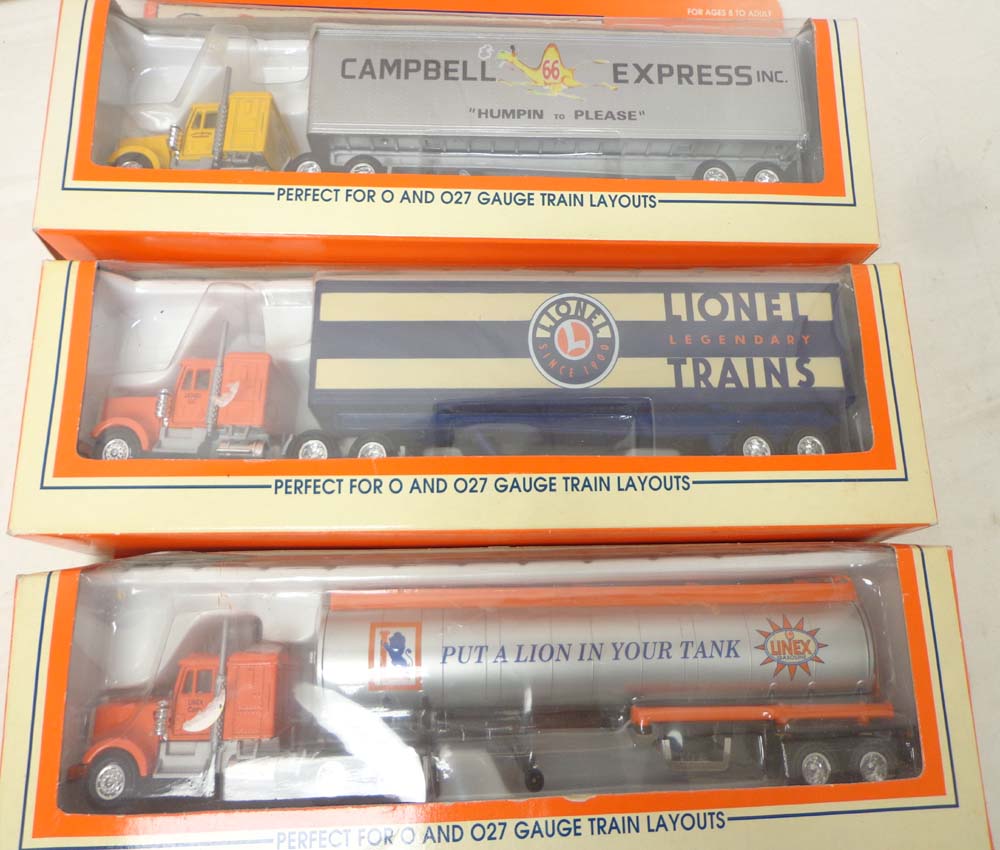 FOR AGES 8 TO ADULT
CAMPBELL 66 EXPRESS INC.
"HUMPIN TO PLEASE"
PERFECT FOR O AND O27 GAUGE TRAIN LAYOUTS
LIONEL
SINCE 1900
L
LIONEL
LEGENDARY
TRAINS
PERFECT FOR O AND O27 GAUGE TRAIN LAYOUTS
PUT A LION IN YOUR TANK
LINEX
GASOLINE
PERFECT FOR O AND O27 GAUGE TRAIN LAYOUTS